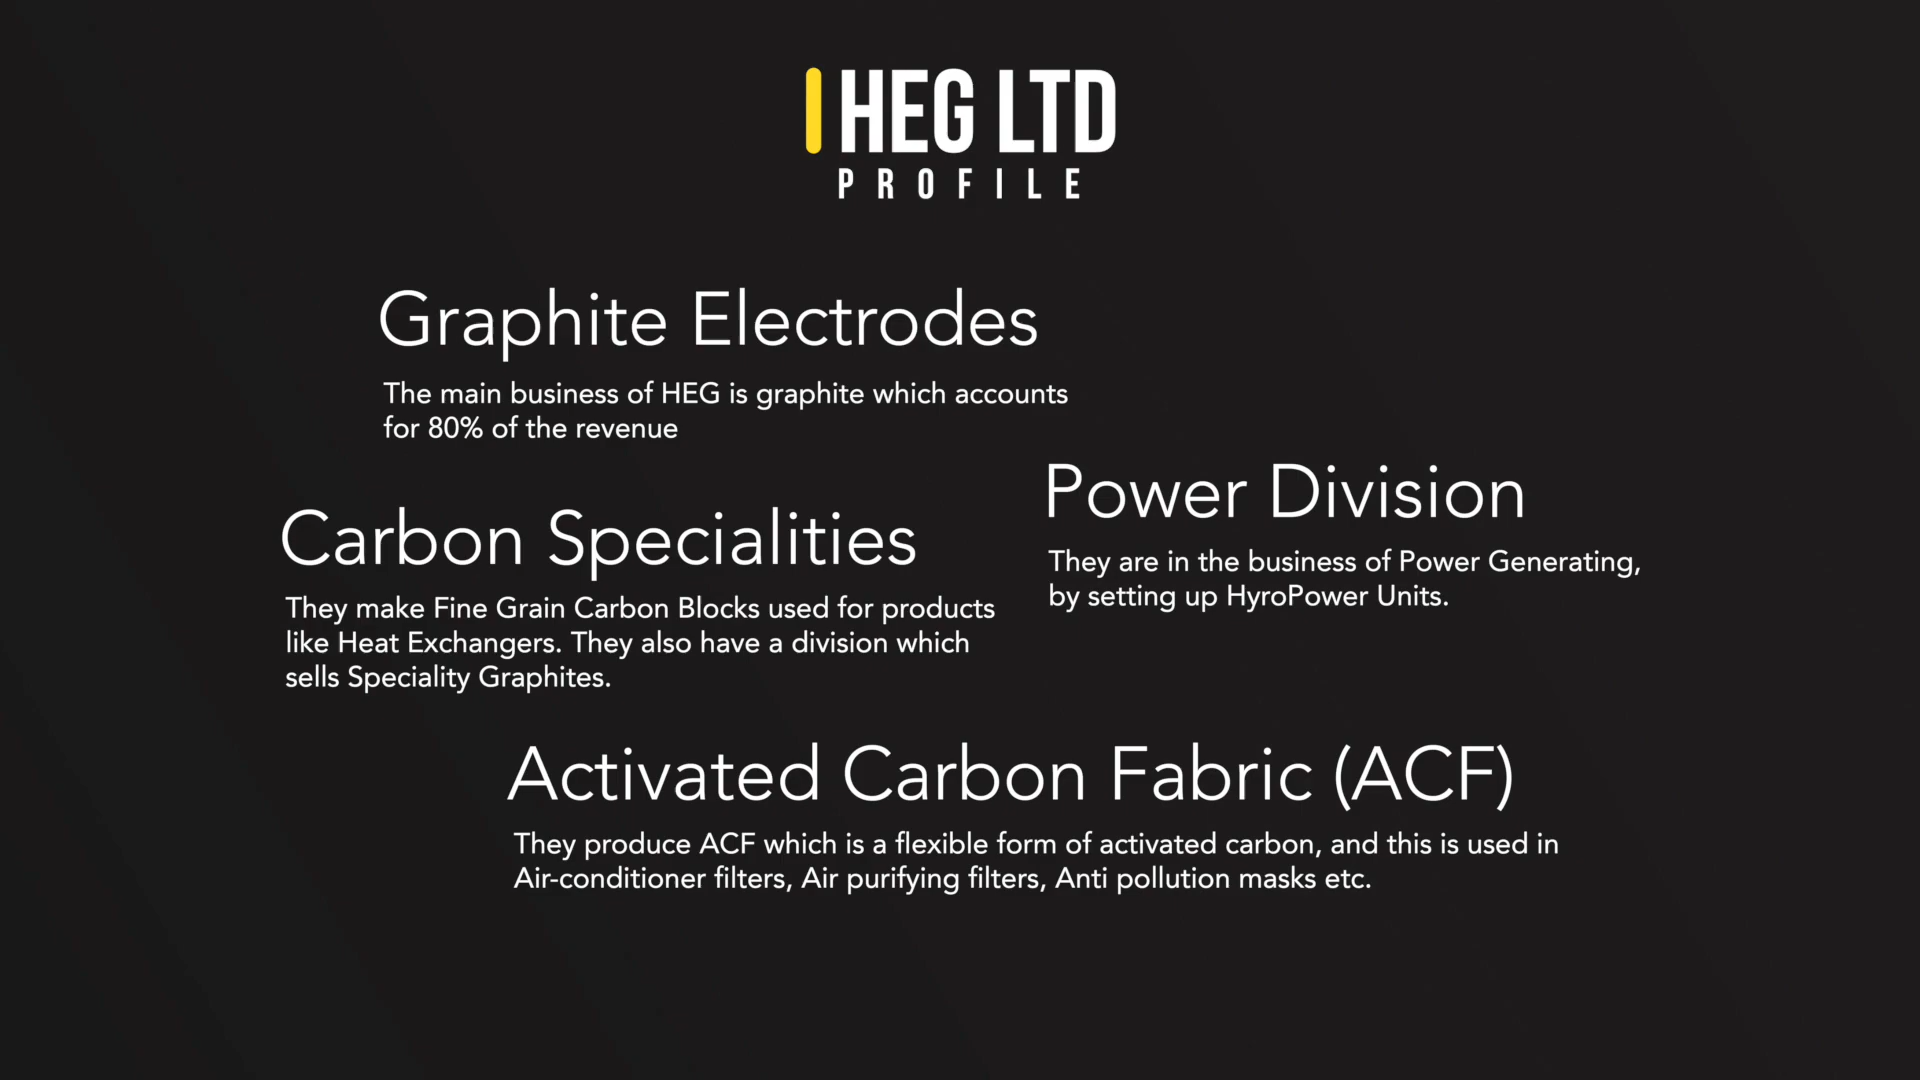 HEG LTD
PROFILE
Graphite Electrodes
The main business of HEG is graphite which accounts
for 80% of the revenue
Carbon Specialities
They make Fine Grain Carbon Blocks used for products
like Heat Exchangers. They also have a division which
sells Speciality Graphites.
Power Division
They are in the business of Power Generating,
by setting up HyroPower Units.
Activated Carbon Fabric (ACF)
They produce ACF which is a flexible form of activated carbon, and this is used in
Air-conditioner filters, Air purifying filters, Anti pollution masks etc.